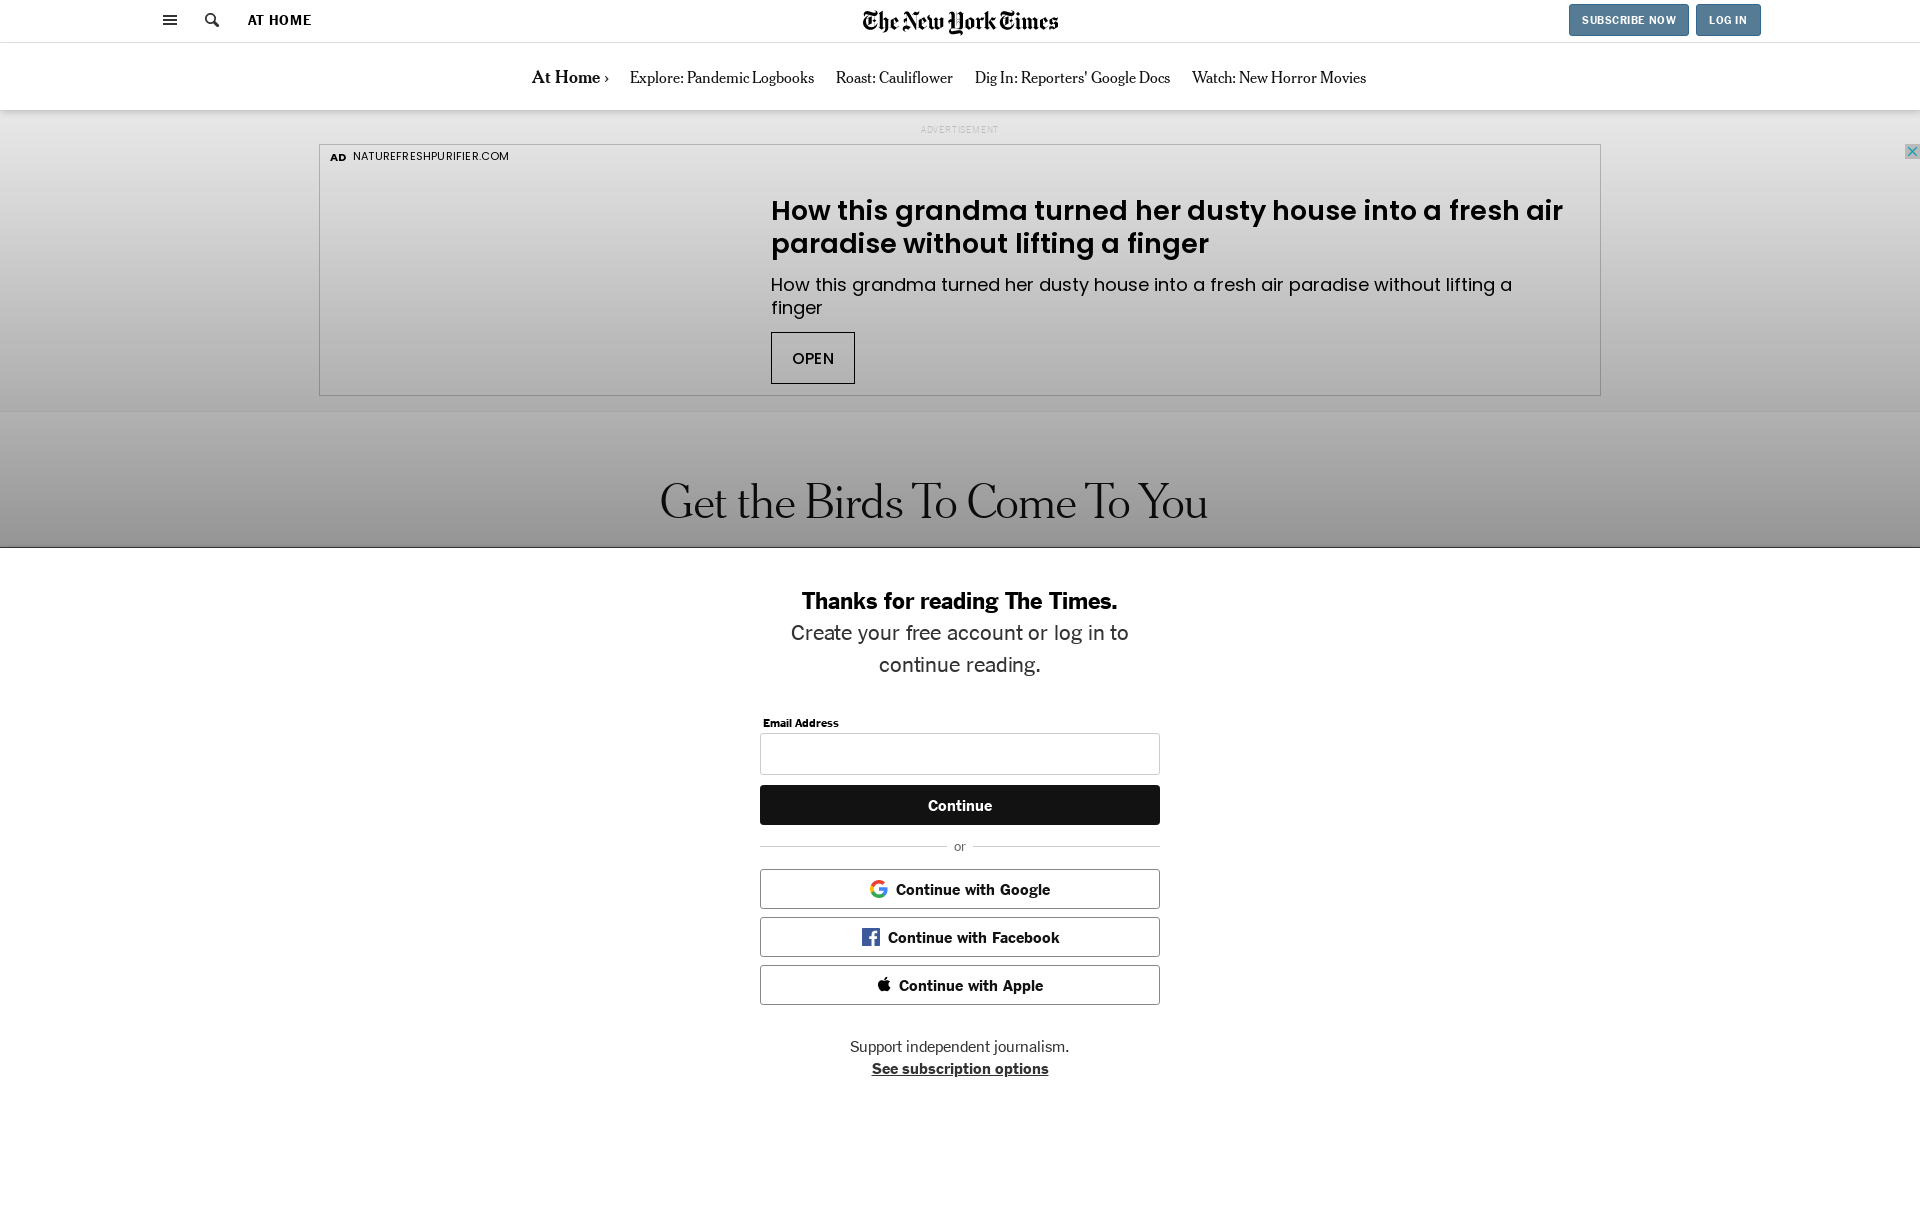 AT HOME
The New York Times
SUBSCRIBE NOW
LOG IN
At Home ›
Explore: Pandemic Logbooks
Roast: Cauliflower
Dig In: Reporters' Google Docs
Watch: New Horror Movies
ADVERTISEMENT
AD NATUREFRESHPURIFIER.COM
How this grandma turned her dusty house into a fresh air
paradise without lifting a finger
How this grandma turned her dusty house into a fresh air paradise without lifting a
finger
OPEN
Get the Birds To Come To You
Thanks for reading The Times.
Create your free account or log in to
continue reading.
Email Address
Continue
or
Continue with Google
Continue with Facebook
Continue with Apple
Support independent journalism.
See subscription options